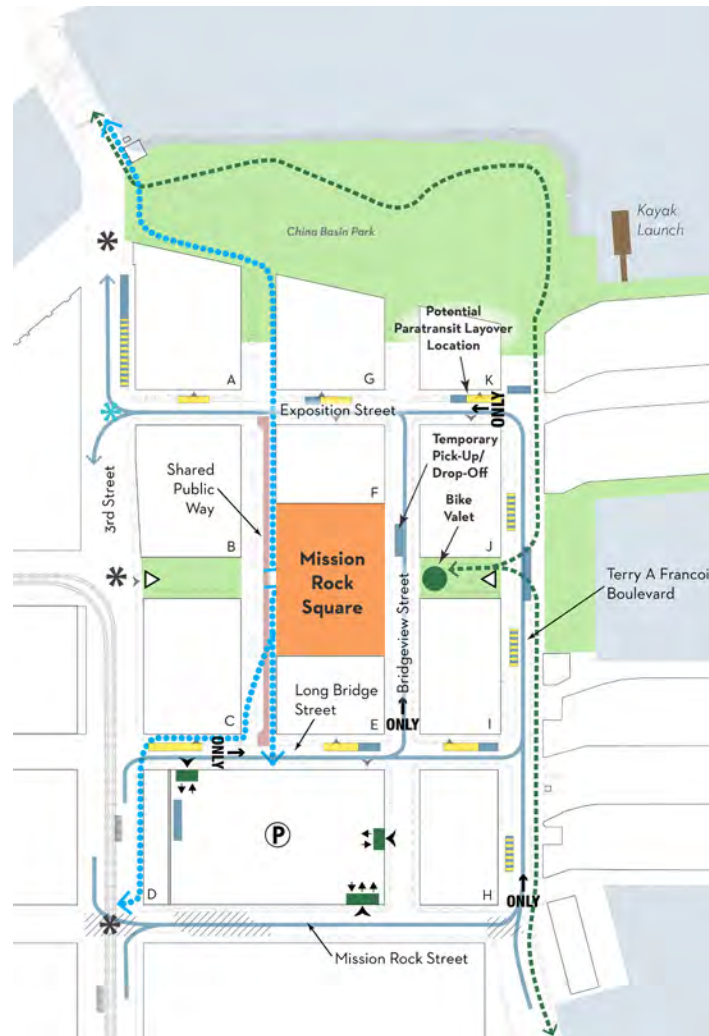 China Basin Park
Kayak
Launch
*
Potential
Paratransit Layover
Location
A
G
K
ONLY
Exposition Street
*
Temporary
Pick-Up/
Drop-Off
Shared
Public
Way
3rd Street
F
Bike
Valet
B
J
*
Mission
Rock
Square
Bridgeview Street
Terry A Francoi
Boulevard
Long Bridge
Street
C
E
I
ONLY
ONLY
P
D
H
ONLY
*
Mission Rock Street